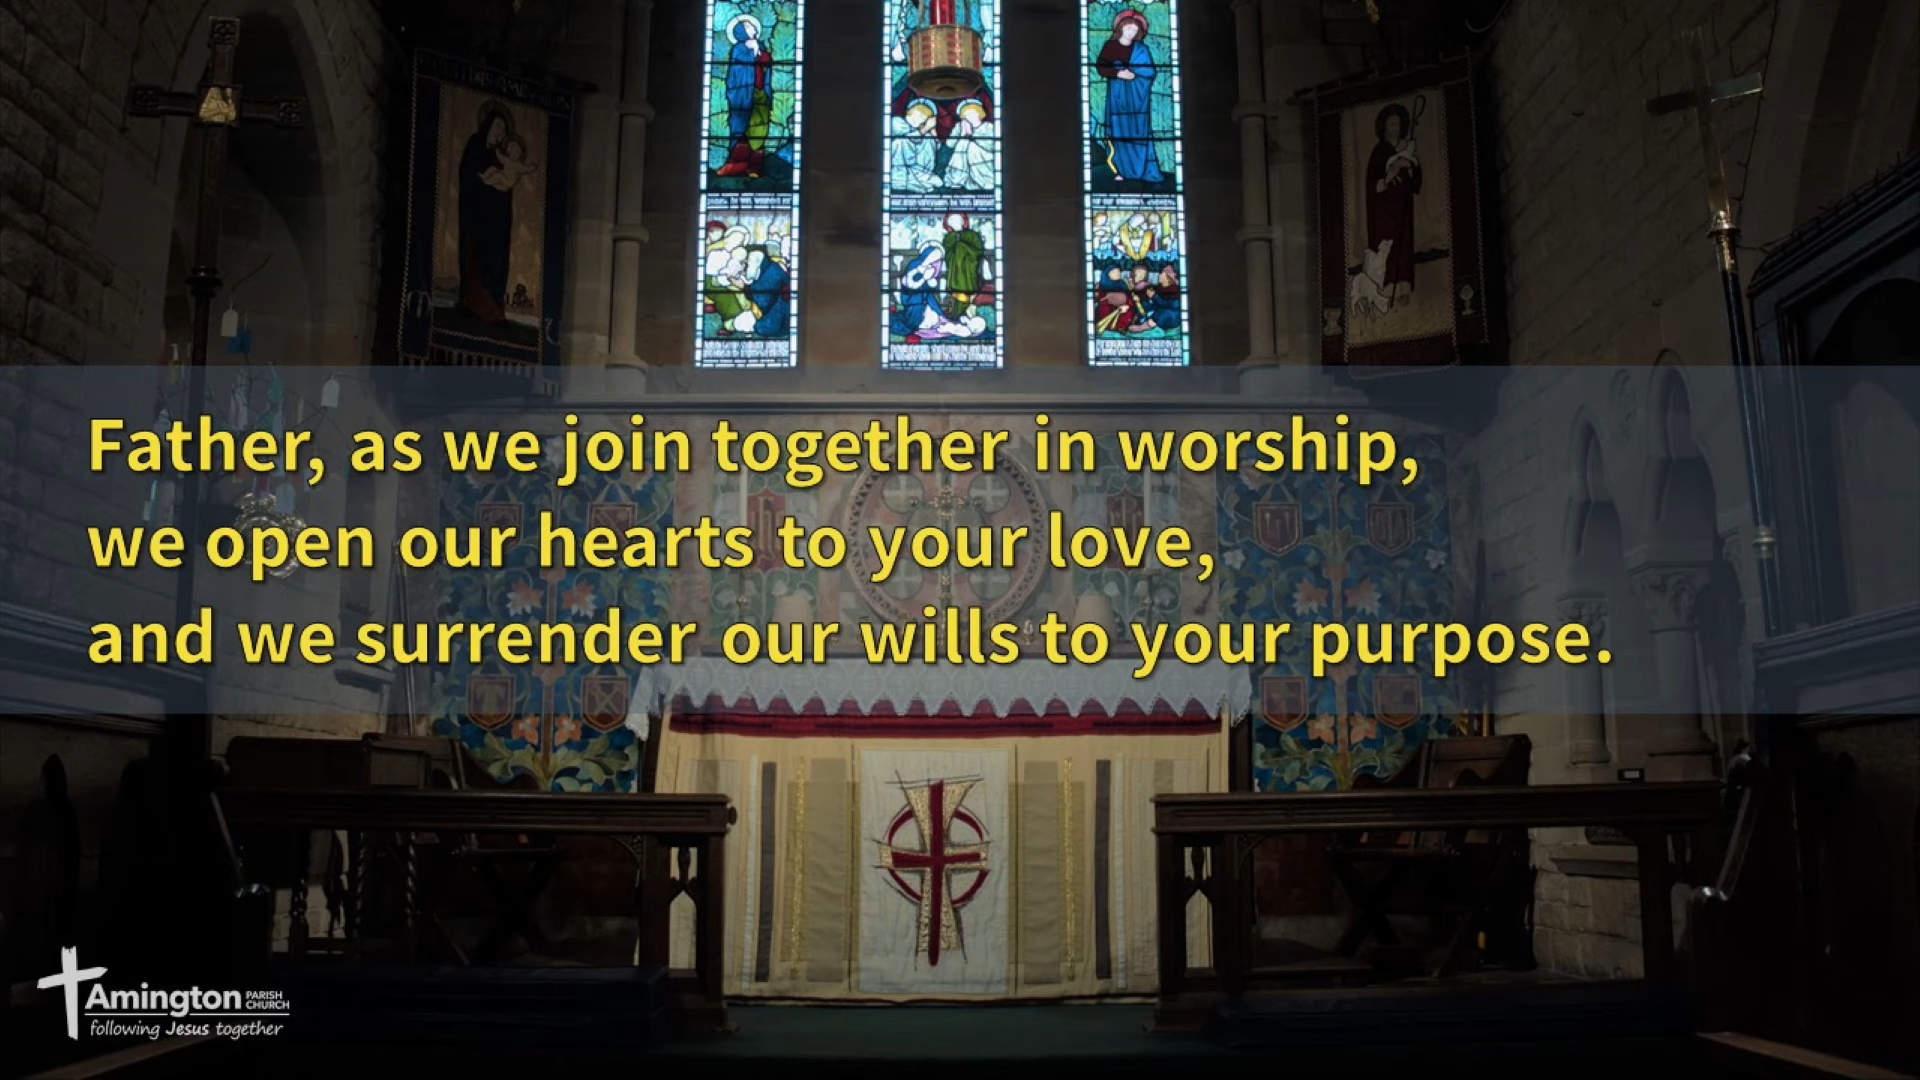 Father, as we join together in worship,
we open our hearts to your love,
and we surrender our wills to your purpose.
Amington PARISH CHURCH
following Jesus together